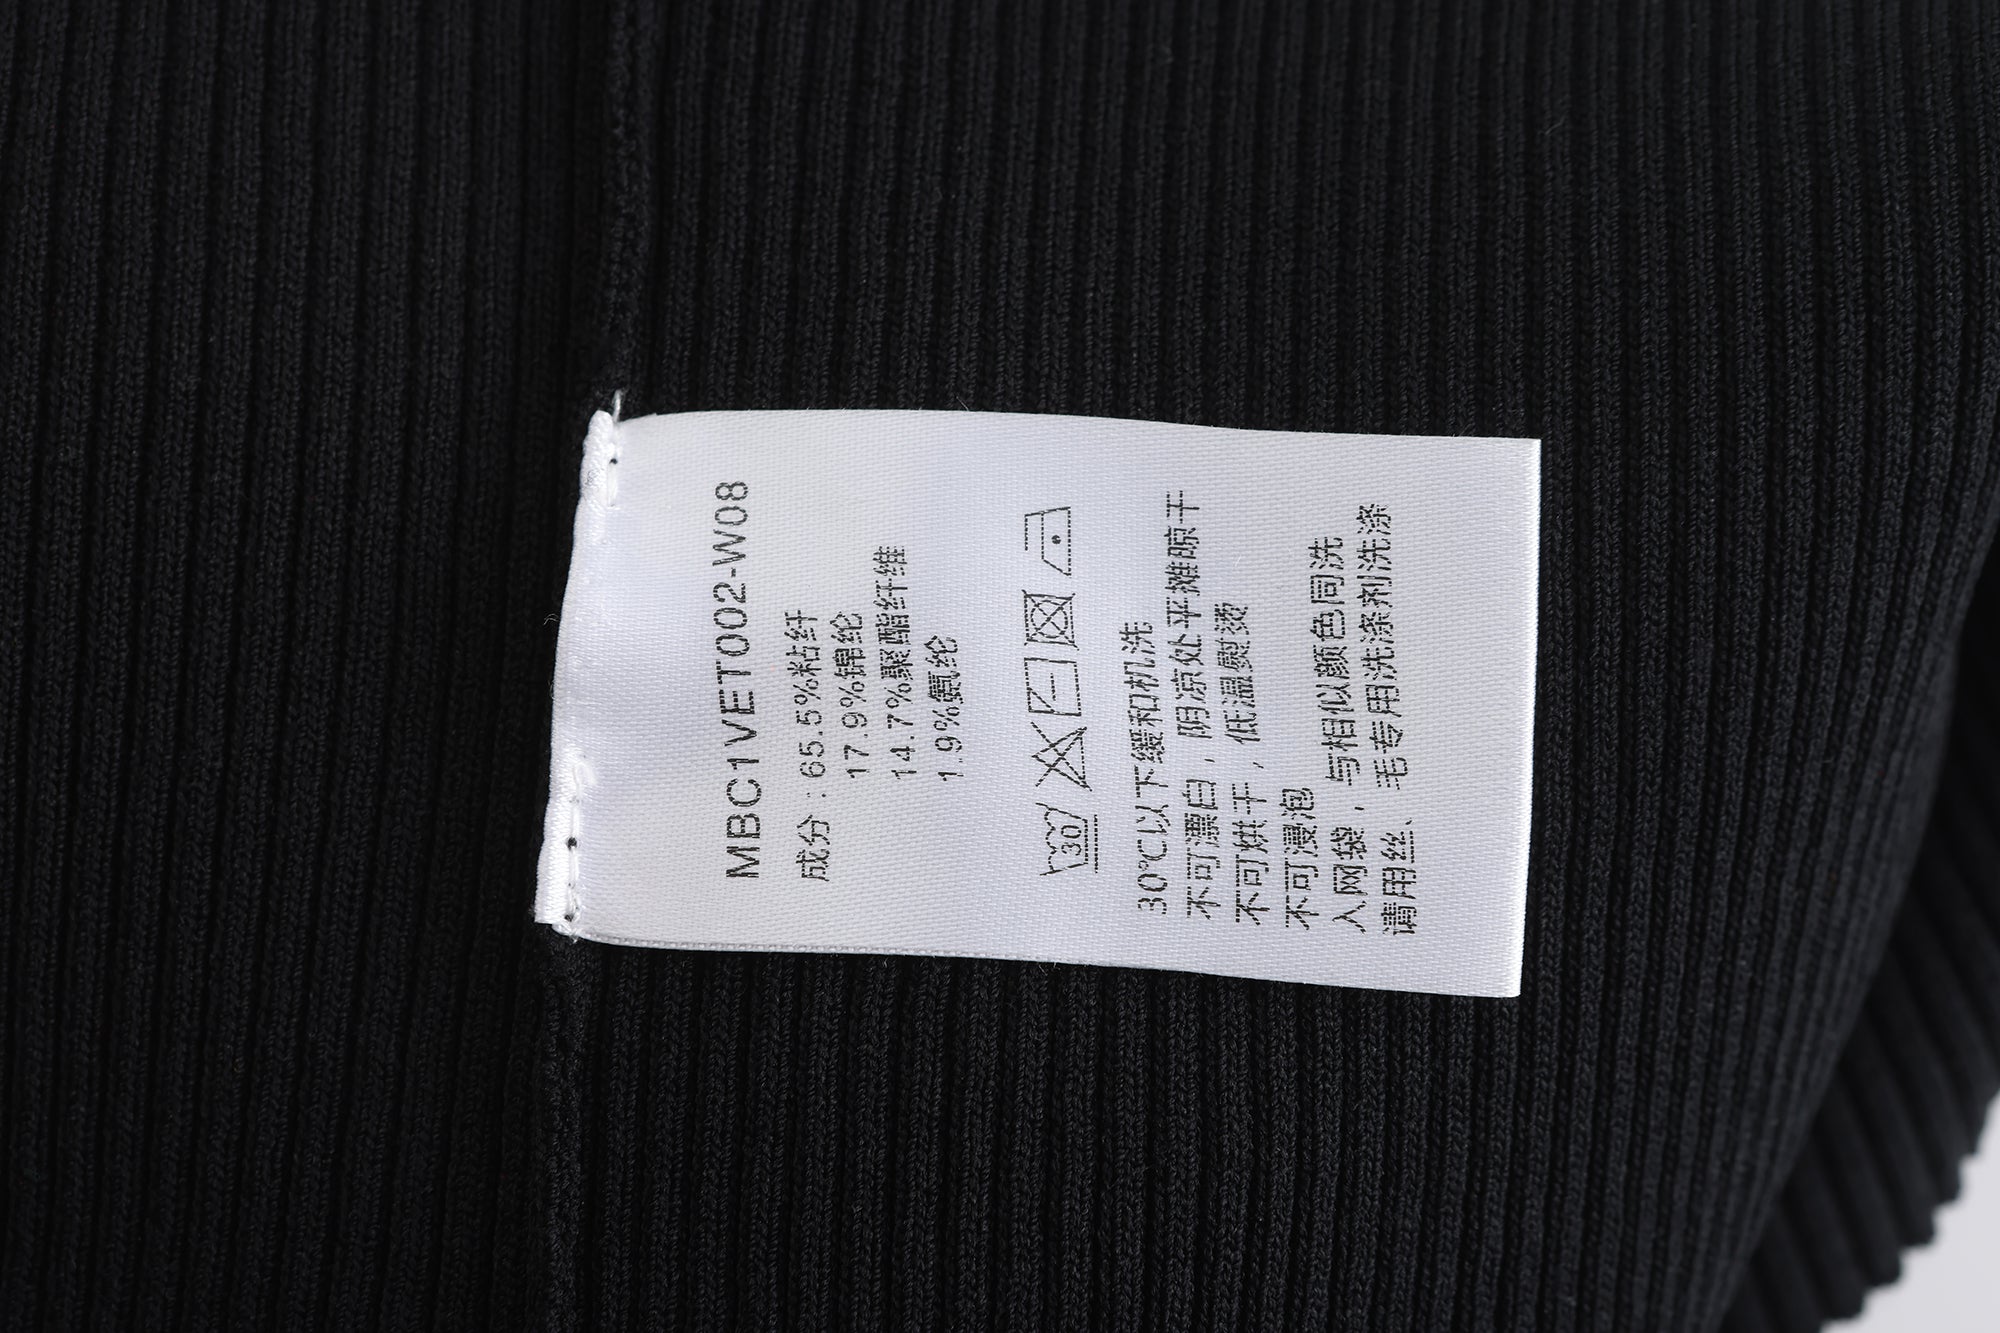 MBC1VET002-W08
成分：65.5%粘纤
17.9%锦纶
14.7%聚酯纤维
1.9%氨纶
30
30℃以下缓和机洗
不可漂白，阴凉处平摊晾干
不可烘干，低温熨烫
不可浸泡
入网袋，与相似颜色同洗
请用丝、毛专用洗涤剂洗涤